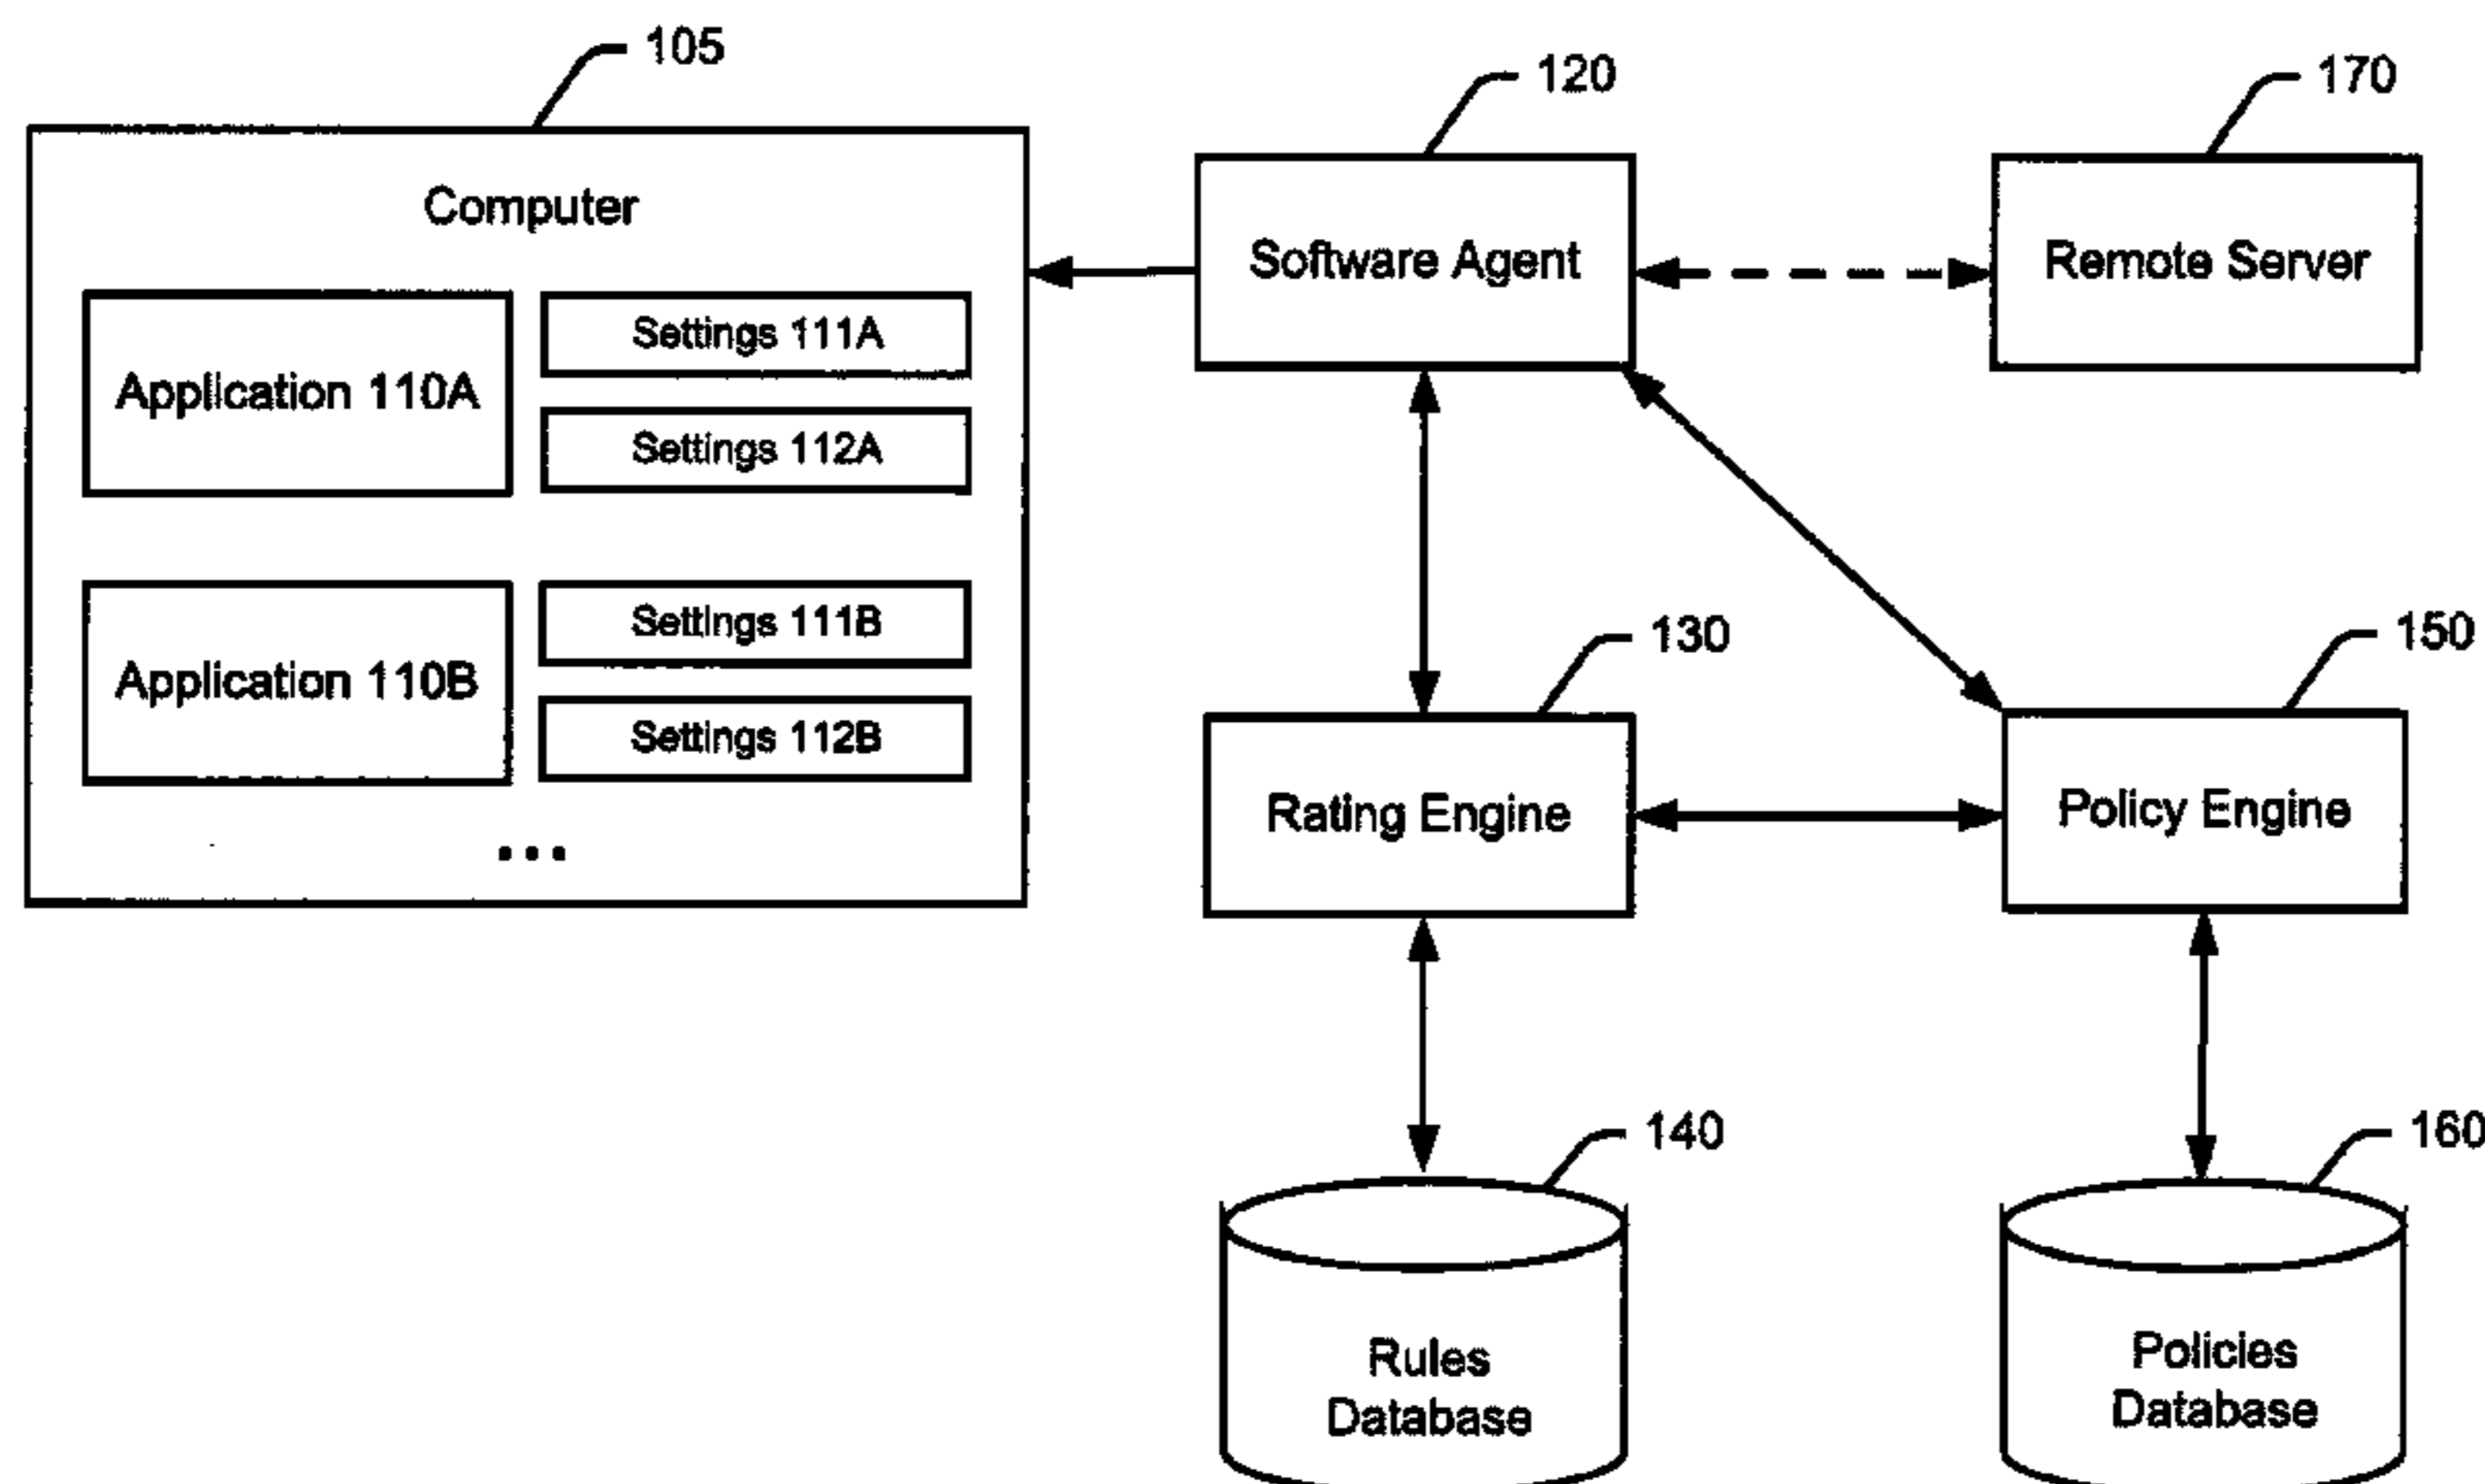 105
120
170
Computer
Software Agent
Remote Server
Application 110A
Settings 111A
Settings 112A
Application 110B
Settings 111B
Settings 112B
...
130
150
Rating Engine
Policy Engine
140
160
Rules
Database
Policies
Database